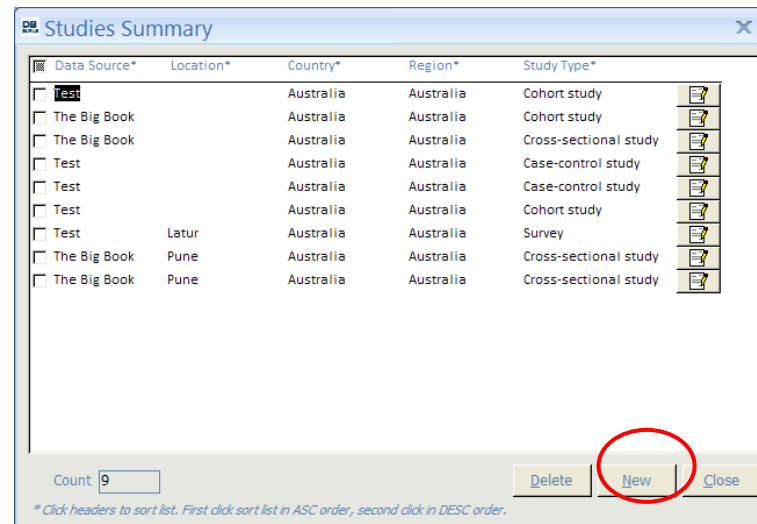 Studies Summary
Data Source* Location* Country* Region* Study Type*
Test Australia Australia Cohort study
The Big Book Australia Australia Cohort study
The Big Book Australia Australia Cross-sectional study
Test Australia Australia Case-control study
Test Australia Australia Case-control study
Test Australia Australia Cohort study
Test Latur Australia Australia Survey
The Big Book Pune Australia Australia Cross-sectional study
The Big Book Pune Australia Australia Cross-sectional study
Count 9 Delete New Close
* Click headers to sort list. First click sort list in ASC order, second click in DESC order.